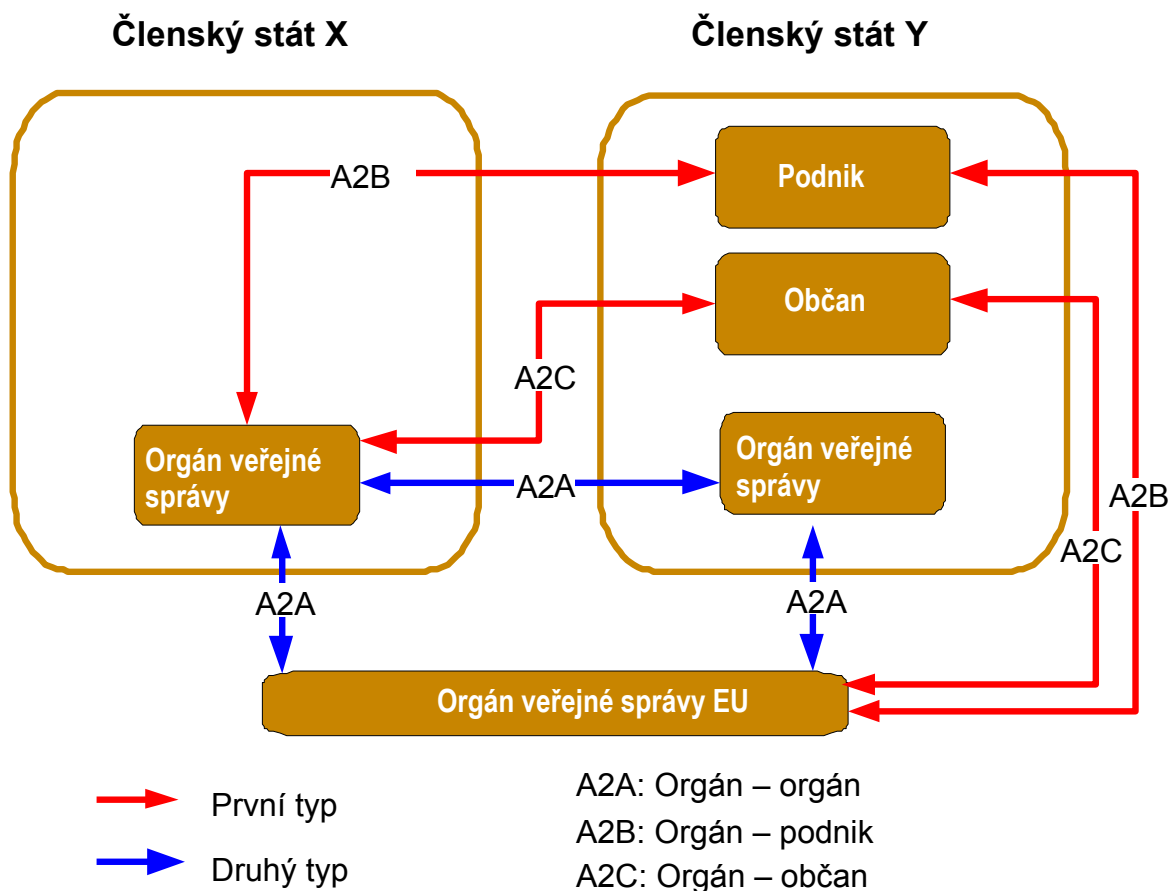 Členský stát X
Členský stát Y
A2B
Podnik
Občan
A2C
Orgán veřejné
správy
A2A
Orgán veřejné
správy
A2B
A2C
A2A
A2A
Orgán veřejné správy EU
První typ
Druhý typ
A2A: Orgán – orgán
A2B: Orgán – podnik
A2C: Orgán – občan